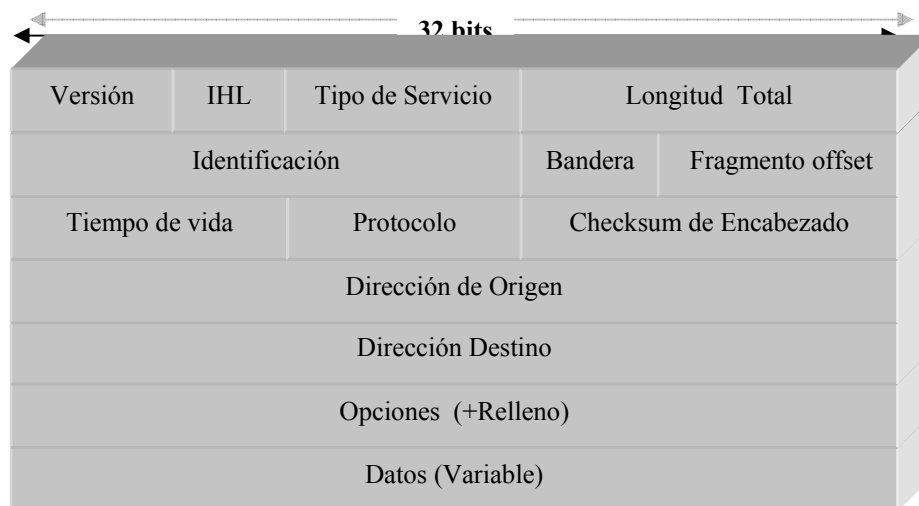 32 bits
Versión IHL Tipo de Servicio Longitud Total
Identificación Bandera Fragmento offset
Tiempo de vida Protocolo Checksum de Encabezado
Dirección de Origen
Dirección Destino
Opciones (+Relleno)
Datos (Variable)